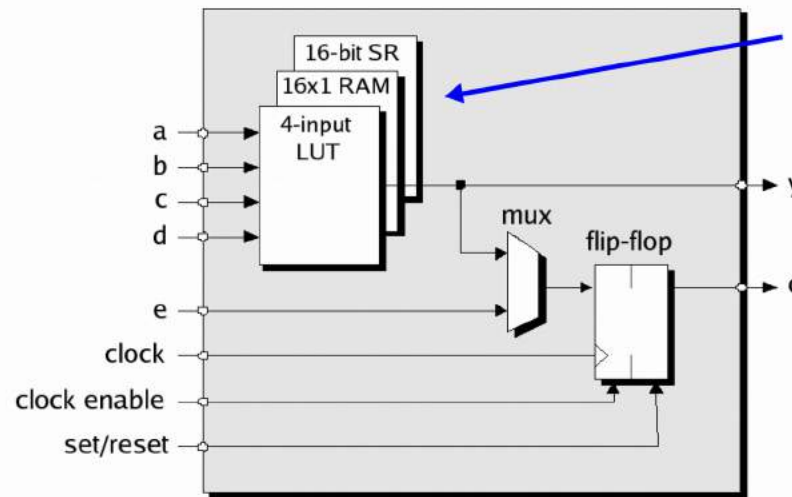 16-bit SR
16x1 RAM
4-input
LUT
a
b
c
d
e
clock
clock enable
set/reset
mux
flip-flop
y